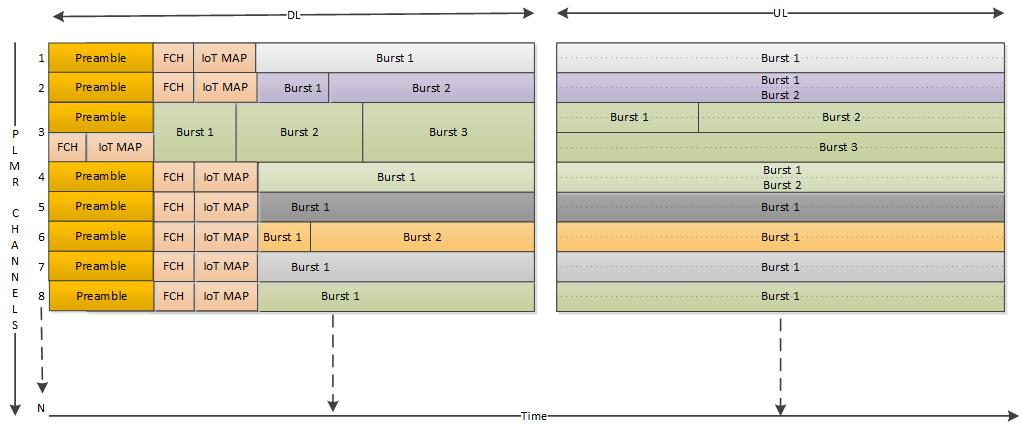 DL
UL
PLMR CHANNELS
1 Preamble FCH IoT MAP Burst 1 Burst 1
2 Preamble FCH IoT MAP Burst 1 Burst 2 Burst 1
Burst 2
3 Preamble Burst 1 Burst 2 Burst 3 Burst 1 Burst 2
FCH IoT MAP Burst 3
4 Preamble FCH IoT MAP Burst 1 Burst 1
Burst 2
5 Preamble FCH IoT MAP Burst 1 Burst 1
6 Preamble FCH IoT MAP Burst 1 Burst 2 Burst 1
7 Preamble FCH IoT MAP Burst 1 Burst 1
8 Preamble FCH IoT MAP Burst 1 Burst 1
N
Time